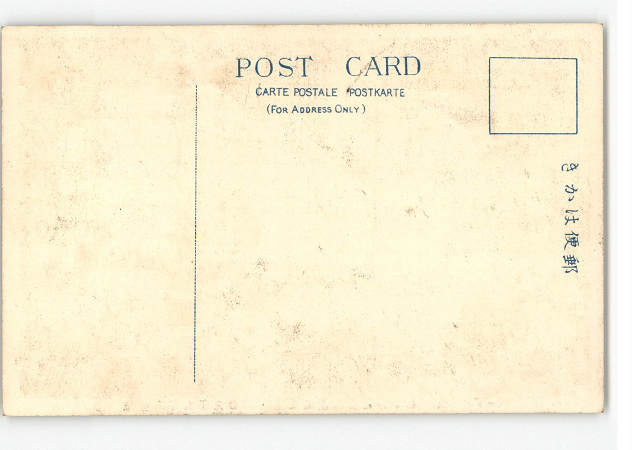 POST CARD
CARTE POSTALE POSTKARTE
(FOR ADDRESS ONLY)
きかは便郵